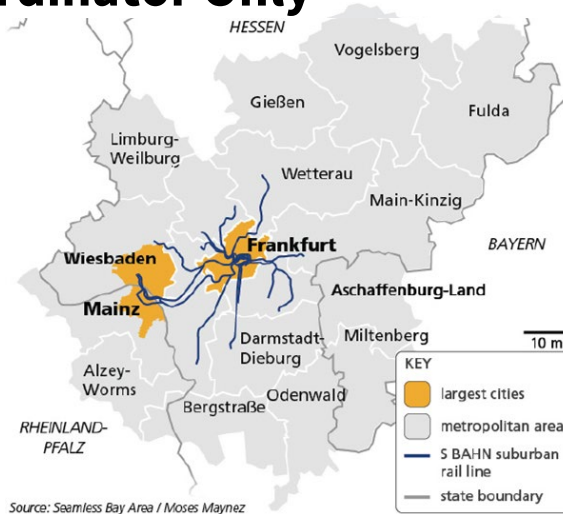 HESSEN
Vogelsberg
Gießen
Fulda
Limburg-
Weilburg
Wetterau
Main-Kinzig
Frankfurt
BAYERN
Wiesbaden
Aschaffenburg-Land
Mainz
Darmstadt-
Dieburg
Miltenberg
10 m
KEY
Alzey-
Worms
largest cities
Odenwald
Bergstraße
metropolitan area
RHEINLAND-
PFALZ
S BAHN suburban
rail line
state boundary
Source: Seamless Bay Area / Moses Maynez